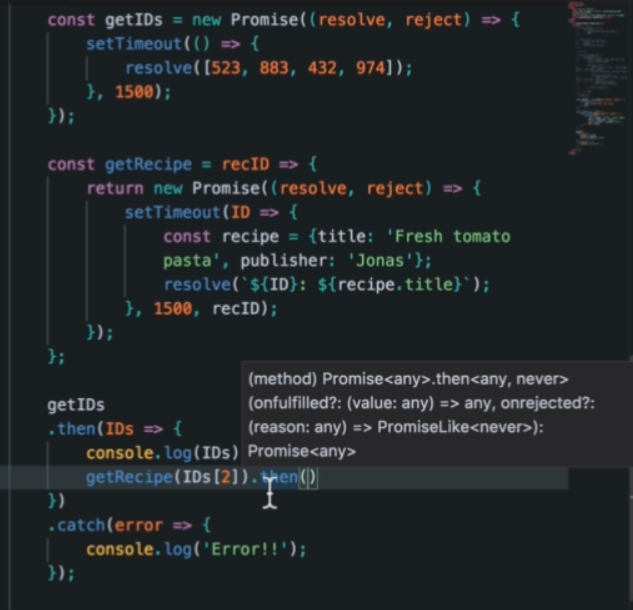 const getIDs = new Promise((resolve, reject) => {
setTimeout(() => {
resolve([523, 883, 432, 974]);
}, 1500);
});
const getRecipe = recID => {
return new Promise((resolve, reject) => {
setTimeout(ID => {
const recipe = {title: 'Fresh tomato
pasta', publisher: 'Jonas'};
resolve(`${ID}: ${recipe.title}`);
}, 1500, recID);
});
};
(method) Promise<any>.then<any, never>
(onfulfilled?: (value: any) => any, onrejected?:
(reason: any) => PromiseLike<never>):
Promise<any>
getIDs
.then(IDs => {
console.log(IDs)
getRecipe(IDs[2]).then()
})
.catch(error => {
console.log('Error!!');
});